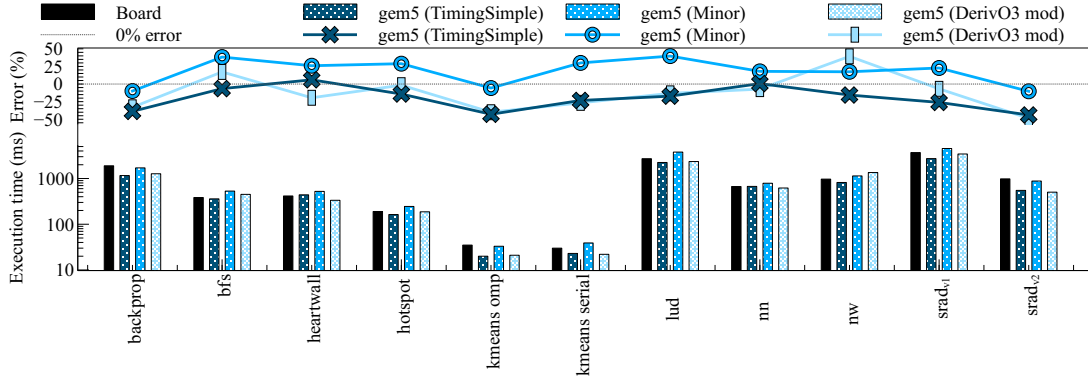 Board
gem5 (TimingSimple)
gem5 (Minor)
gem5 (DerivO3 mod)
0% error
gem5 (TimingSimple)
gem5 (Minor)
gem5 (DerivO3 mod)
Error (%)
50
25
0
−25
−50
Execution time (ms)
1000
100
10
backprop
bfs
heartwall
hotspot
kmeans omp
kmeans serial
lud
nn
nw
srad_v1
srad_v2